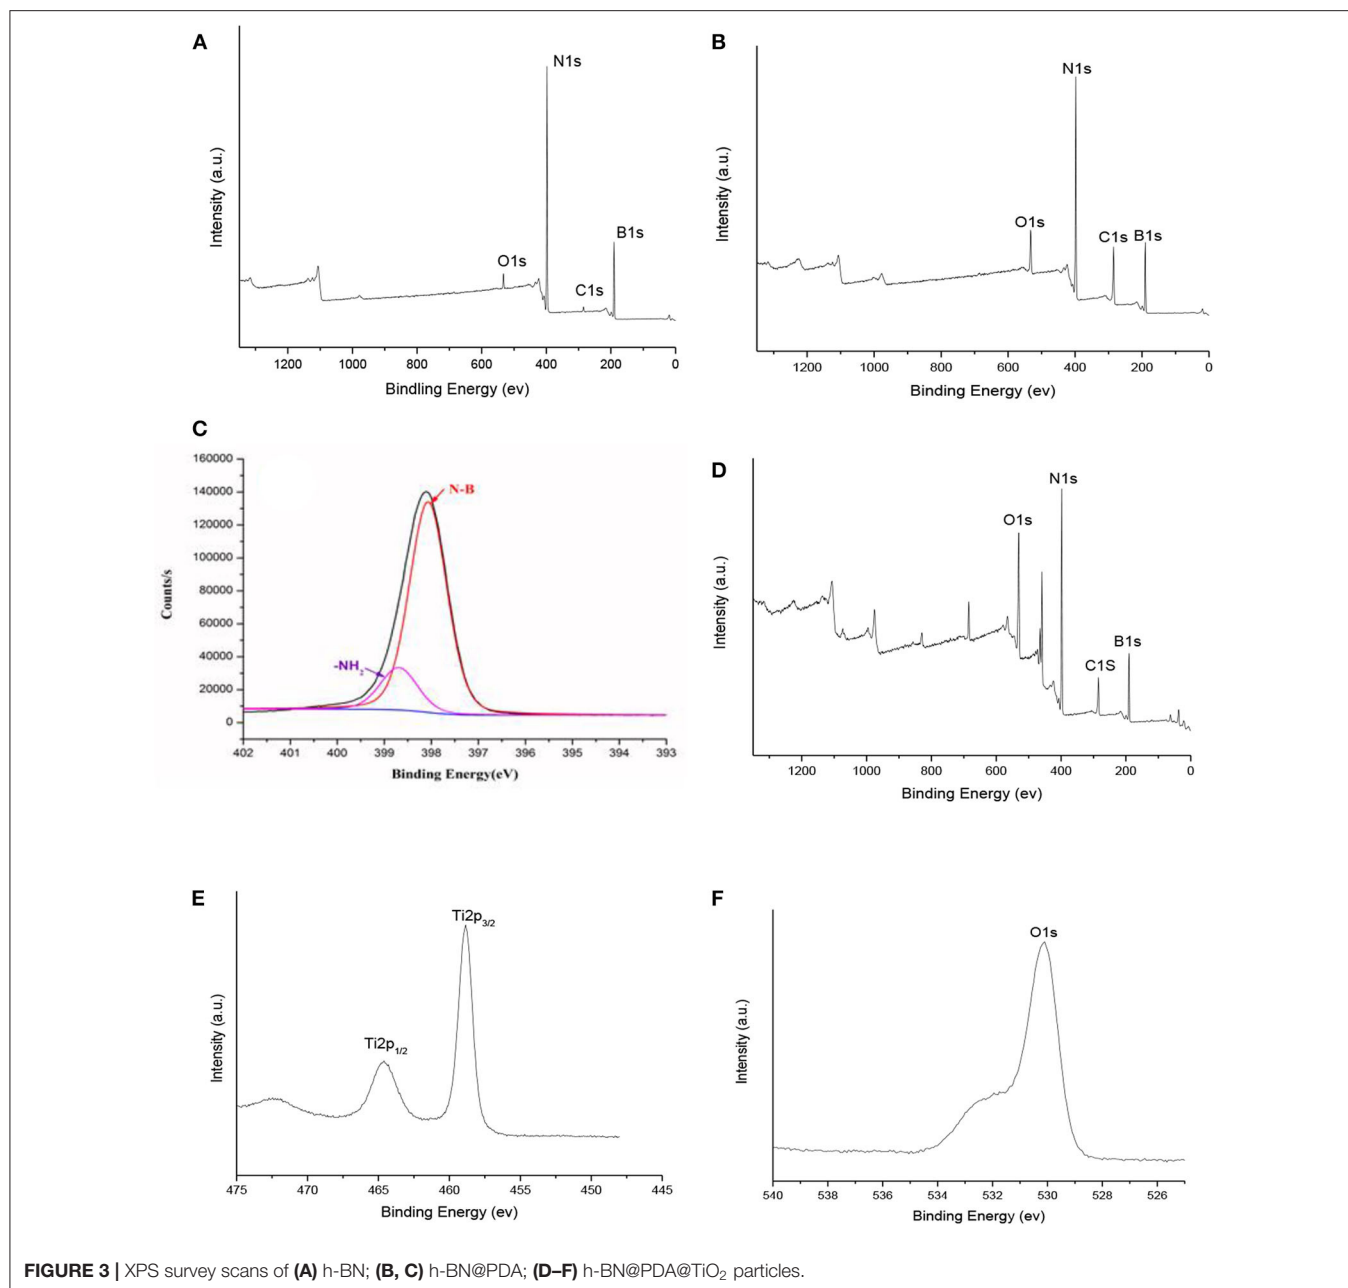 A
N1s
B1s
O1s
C1s
Intensity (a.u.)
1200 1000 800 600 400 200 0
Bindling Energy (ev)
B
N1s
O1s
C1s
B1s
Intensity (a.u.)
1200 1000 800 600 400 200 0
Binding Energy (ev)
C
160000
140000
120000
100000
80000
60000
40000
20000
0
N-B
-NH2
Counts/s
402 401 400 399 398 397 396 395 394 393
Binding Energy(eV)
D
N1s
O1s
B1s
C1S
Intensity (a.u.)
1200 1000 800 600 400 200 0
Binding Energy (ev)
E
Ti2p3/2
Ti2p1/2
Intensity (a.u.)
475 470 465 460 455 450 445
Binding Energy (ev)
F
O1s
Intensity (a.u.)
540 538 536 534 532 530 528 526
Binding Energy (ev)
FIGURE 3 | XPS survey scans of (A) h-BN; (B, C) h-BN@PDA; (D–F) h-BN@PDA@TiO2 particles.